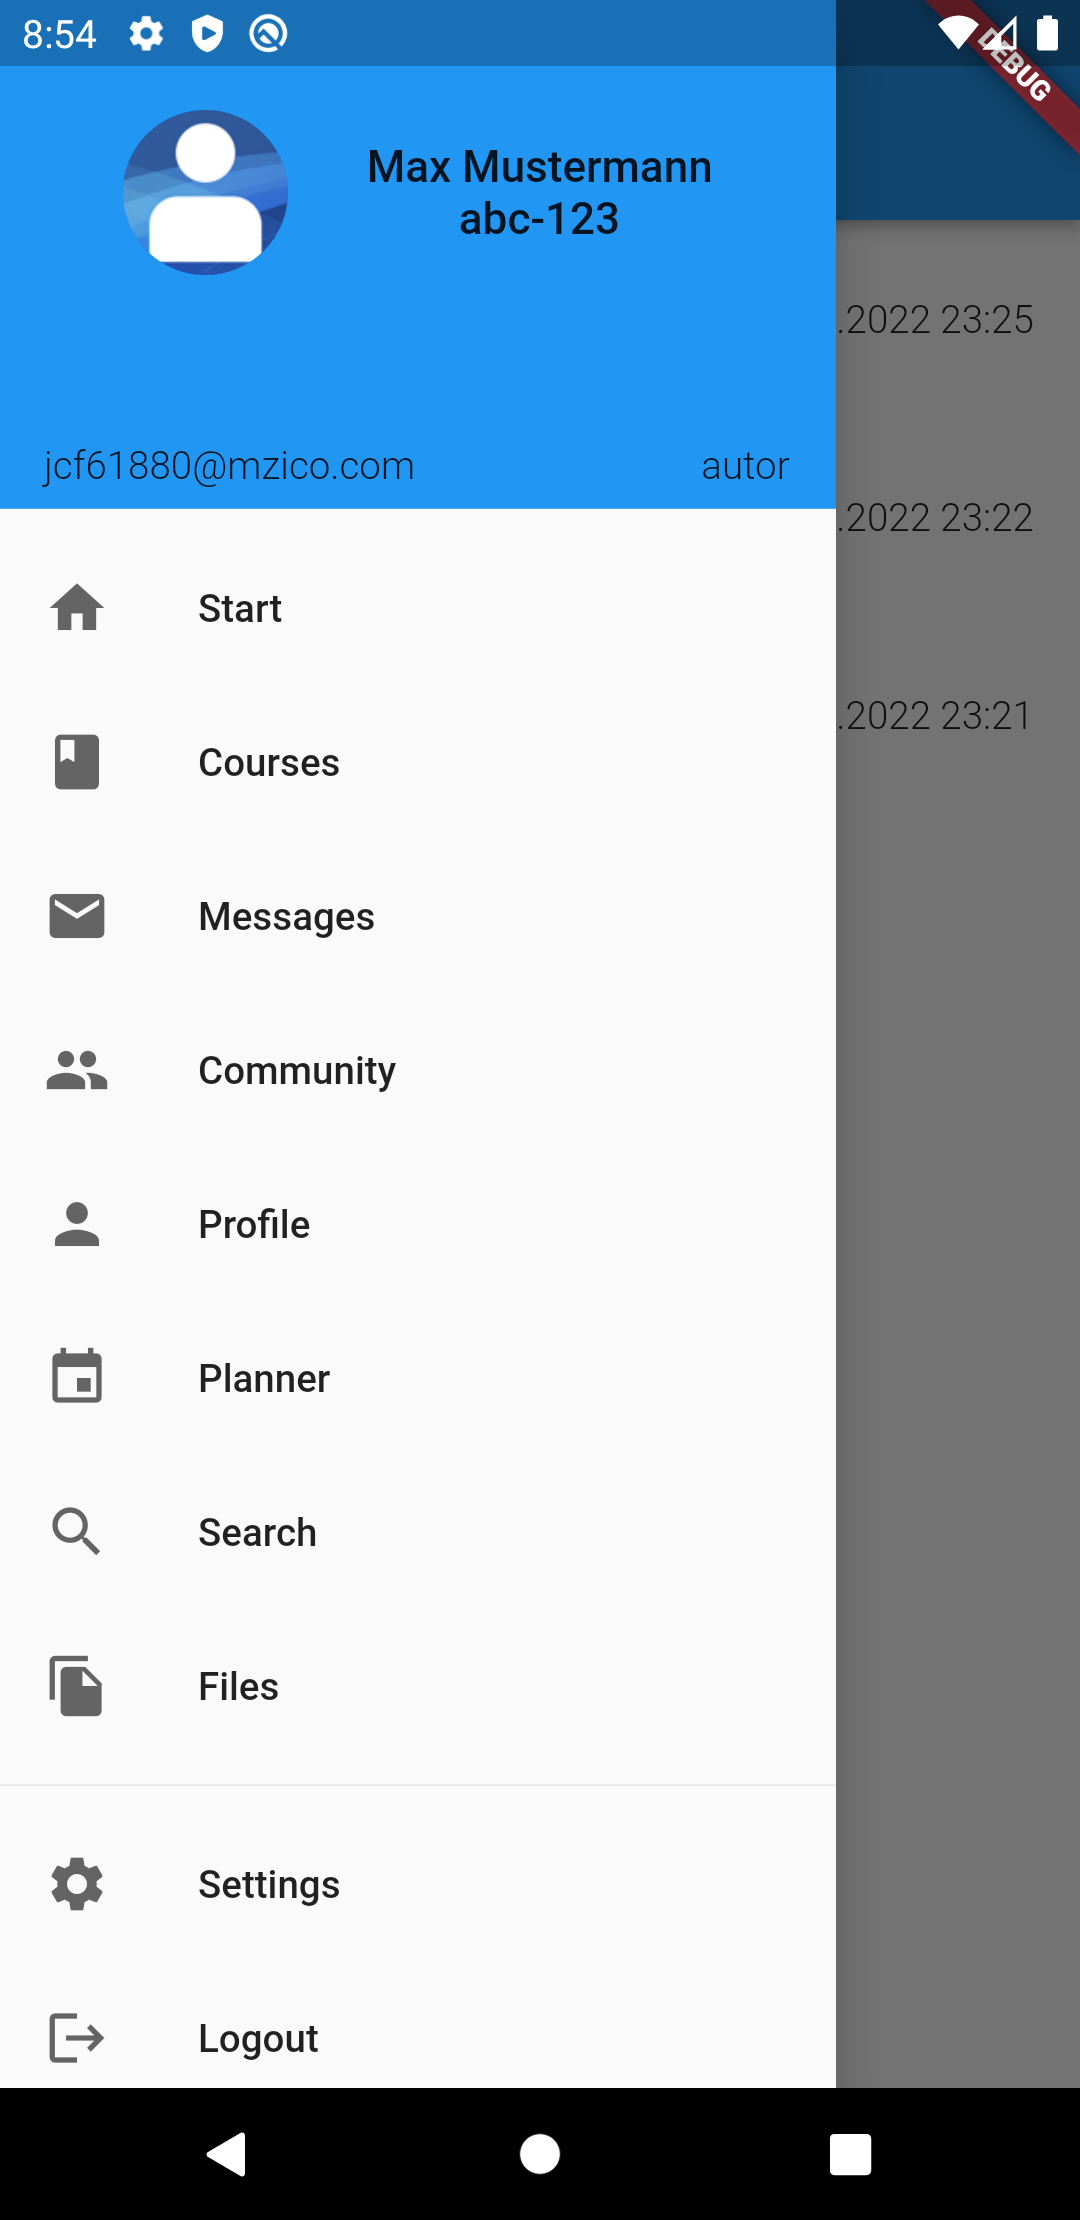 8:54
DEBUG
Max Mustermann
abc-123
.2022 23:25
jcf61880@mzico.com autor
.2022 23:22
Start
.2022 23:21
Courses
Messages
Community
Profile
Planner
Search
Files
Settings
Logout